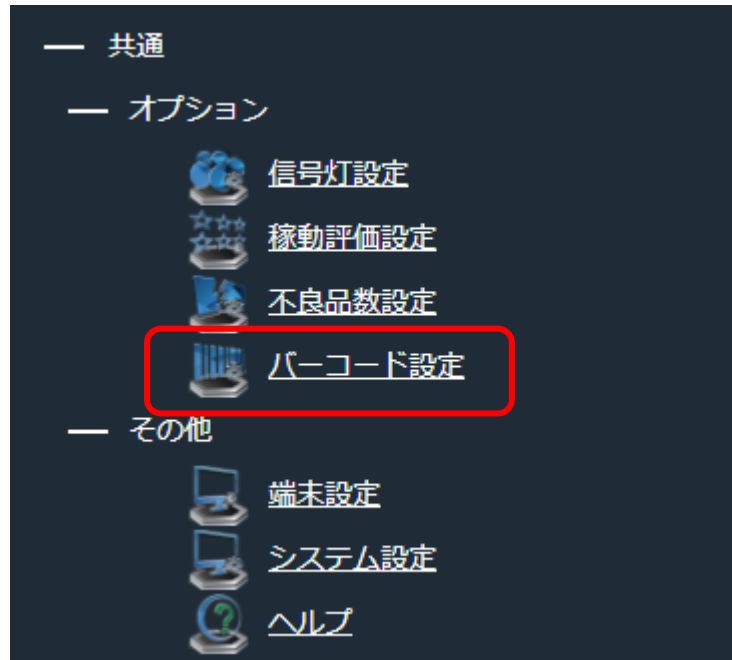 共通
オプション
信号灯設定
稼動評価設定
不良品数設定
バーコード設定
その他
端末設定
システム設定
ヘルプ